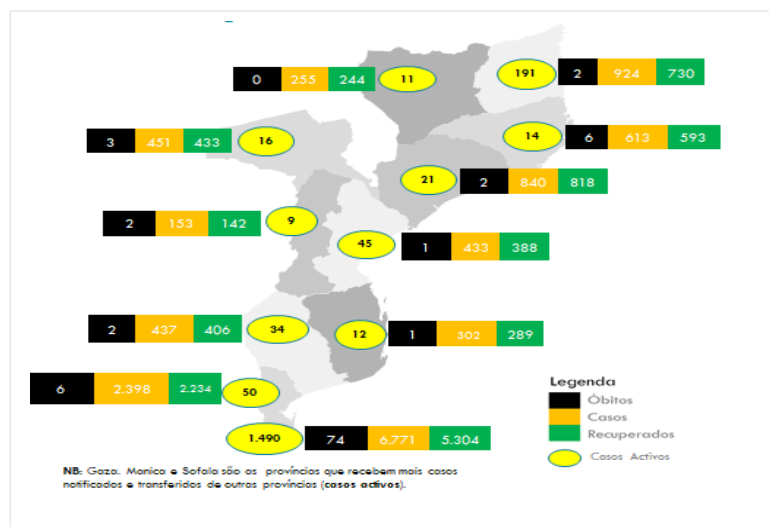 0 255 244 11
191 2 924 730
3 451 433 16
14 6 613 593
21 2 840 818
2 153 142 9
45 1 433 388
2 437 406 34
12 1 302 289
6 2.398 2.234 50
1.490 74 6.771 5.304
Legenda
Óbitos
Casos
Recuperados
Casos Activos
NB: Gaza. Manica e Sofala são as províncias que recebem mais casos
notificados e transferidos de outras províncias (casos activos).